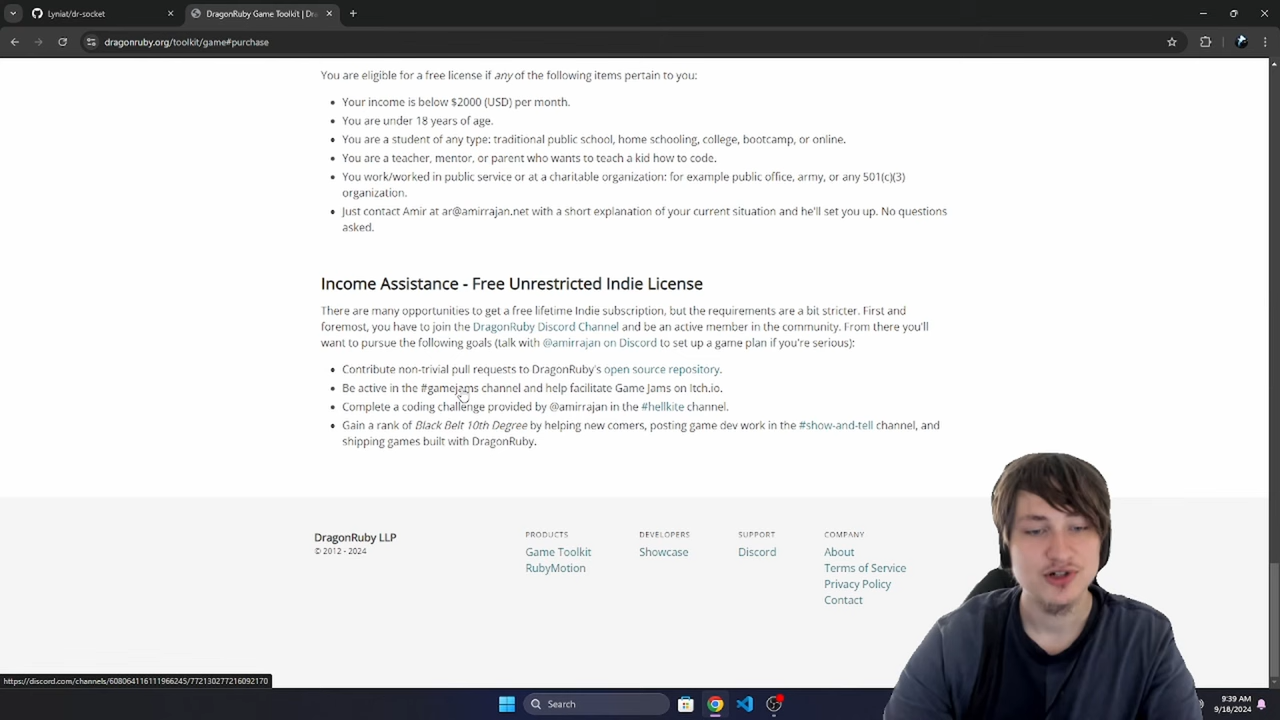 Lyniat/dr-socket
DragonRuby Game Toolkit | Dr
dragonruby.org/toolkit/game#purchase
You are eligible for a free license if any of the following items pertain to you:
Your income is below $2000 (USD) per month.
You are under 18 years of age.
You are a student of any type: traditional public school, home schooling, college, bootcamp, or online.
You are a teacher, mentor, or parent who wants to teach a kid how to code.
You work/worked in public service or at a charitable organization: for example public office, army, or any 501(c)(3)
organization.
Just contact Amir at ar@amirrajan.net with a short explanation of your current situation and he'll set you up. No questions
asked.
Income Assistance - Free Unrestricted Indie License
There are many opportunities to get a free lifetime Indie subscription, but the requirements are a bit stricter. First and
foremost, you have to join the DragonRuby Discord Channel and be an active member in the community. From there you'll
want to pursue the following goals (talk with @amirrajan on Discord to set up a game plan if you're serious):
Contribute non-trivial pull requests to DragonRuby's open source repository.
Be active in the #gamejams channel and help facilitate Game Jams on Itch.io.
Complete a coding challenge provided by @amirrajan in the #hellkite channel.
Gain a rank of Black Belt 10th Degree by helping new comers, posting game dev work in the #show-and-tell channel, and
shipping games built with DragonRuby.
DragonRuby LLP
© 2012 - 2024
PRODUCTS
Game Toolkit
RubyMotion
DEVELOPERS
Showcase
SUPPORT
Discord
COMPANY
About
Terms of Service
Privacy Policy
Contact
https://discord.com/channels/608064116111966245/772130277216092170
Search
9:39 AM
9/18/2024